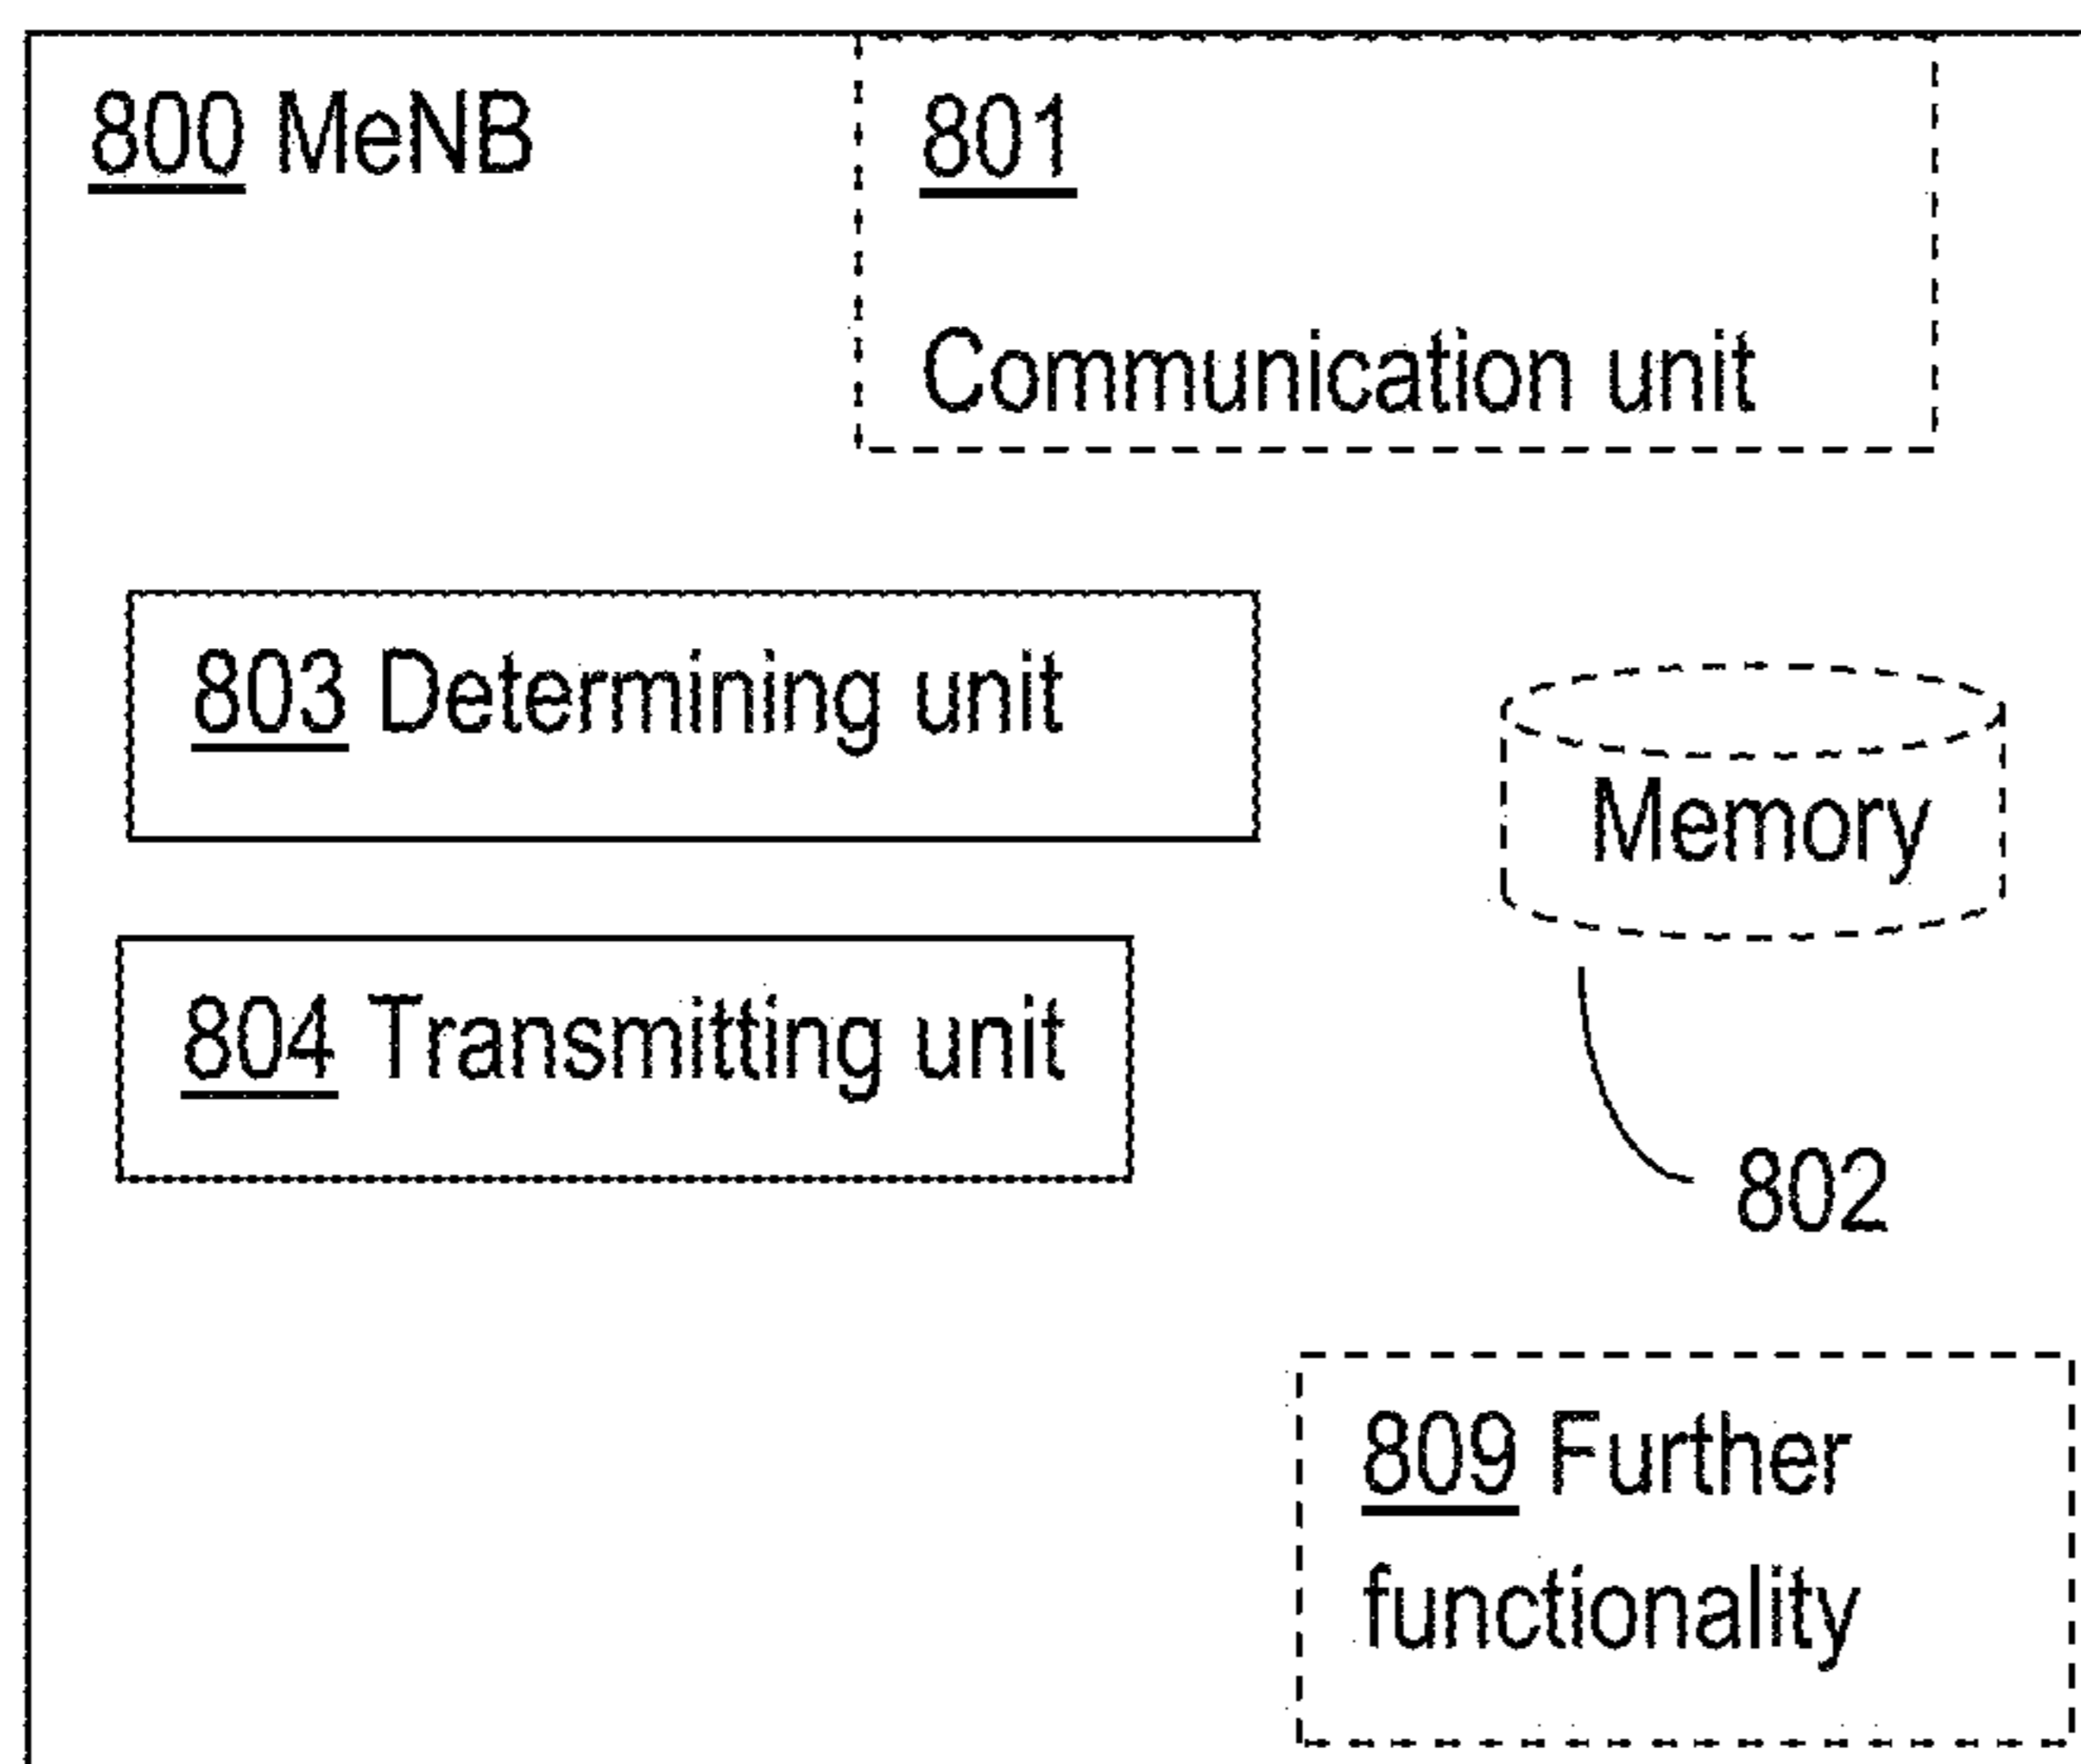 800 MeNB
801
Communication unit
803 Determining unit
Memory
804 Transmitting unit
802
809 Further
functionality